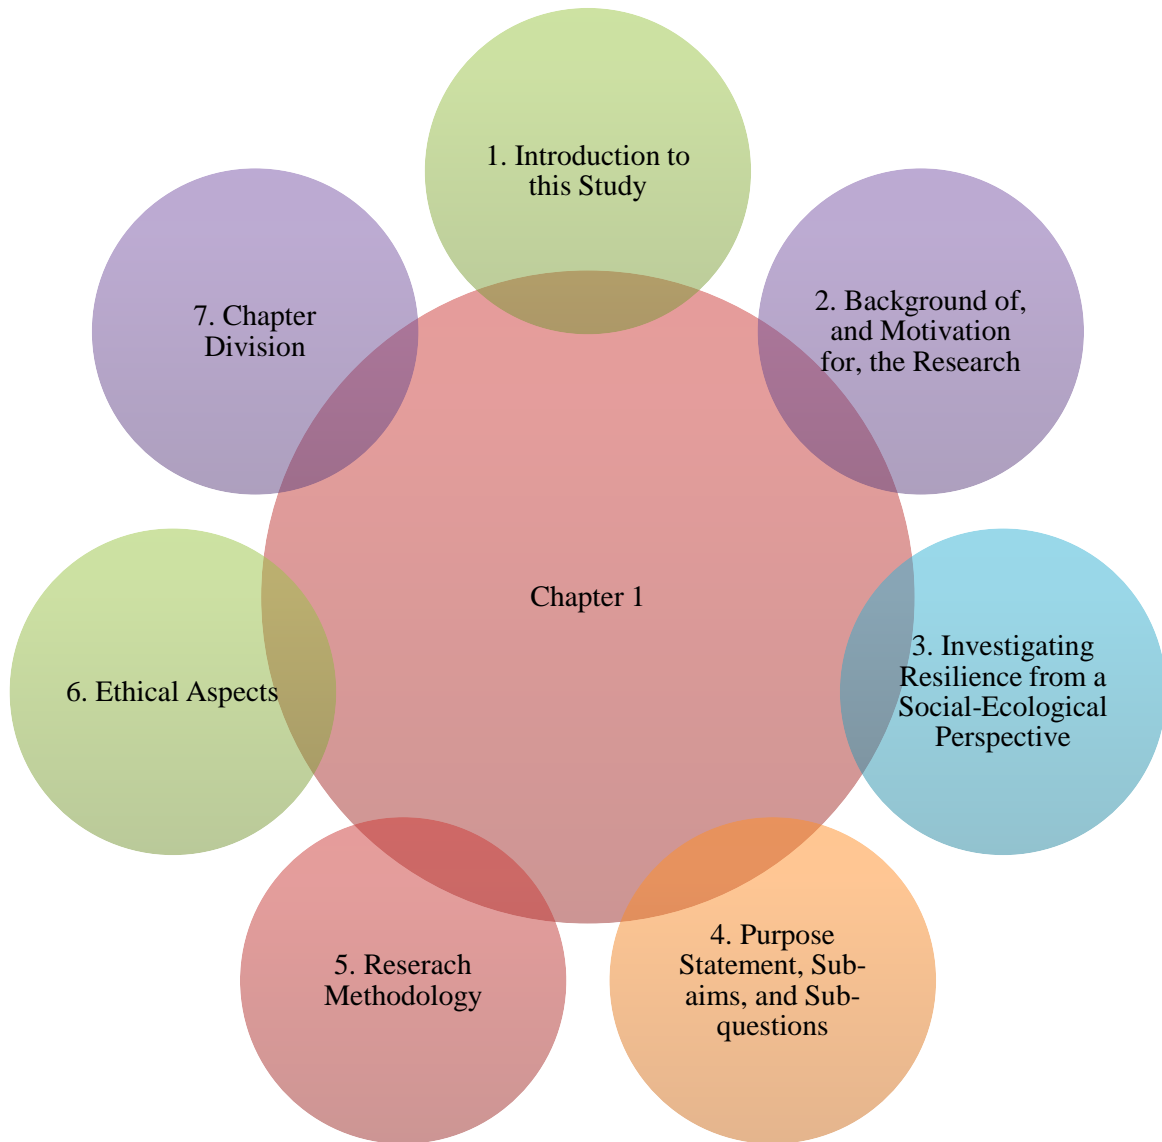 1. Introduction to
this Study
2. Background of,
and Motivation
for, the Research
3. Investigating
Resilience from a
Social-Ecological
Perspective
4. Purpose
Statement, Sub-
aims, and Sub-
questions
5. Reserach
Methodology
6. Ethical Aspects
7. Chapter
Division
Chapter 1